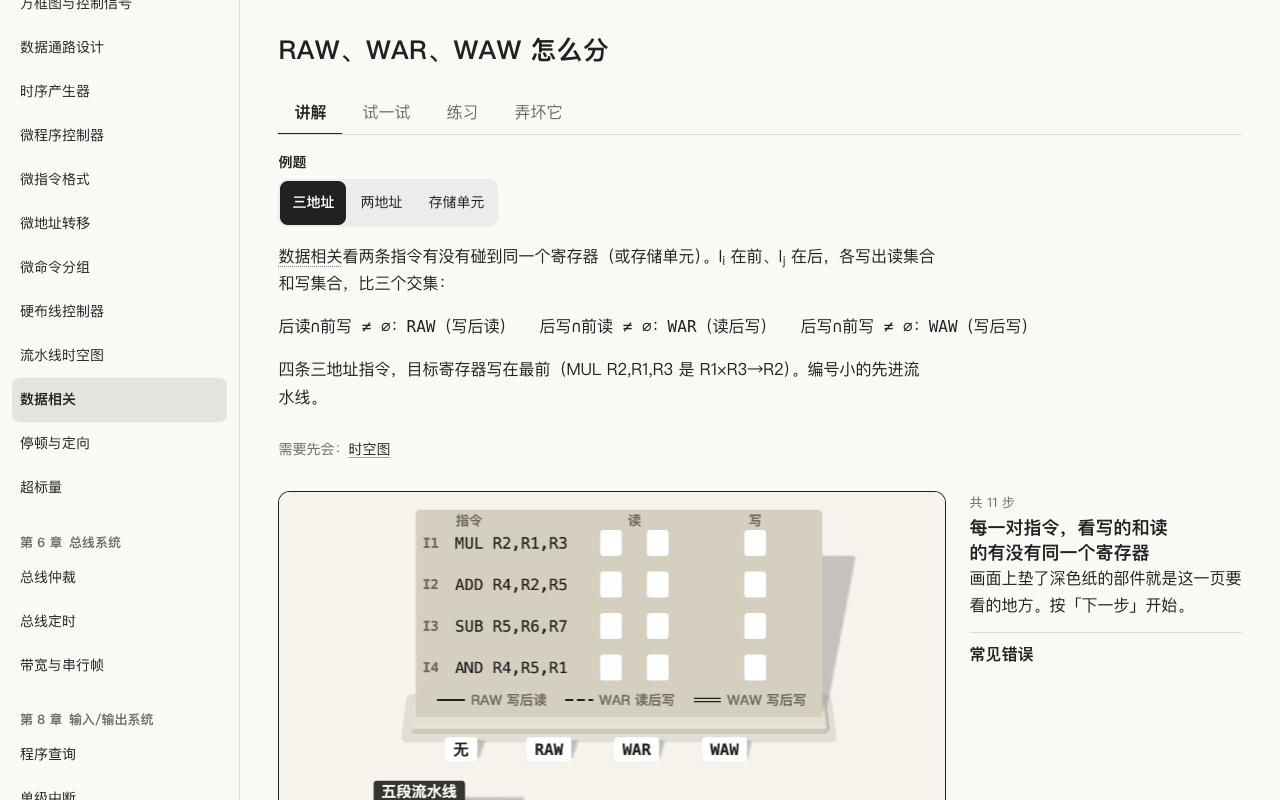 方框图与控制信号
数据通路设计
时序产生器
微程序控制器
微指令格式
微地址转移
微命令分组
硬布线控制器
流水线时空图
数据相关
停顿与定向
超标量
第 6 章 总线系统
总线仲裁
总线定时
带宽与串行帧
第 8 章 输入/输出系统
程序查询
单级中断
RAW、WAR、WAW 怎么分
讲解 试一试 练习 弄坏它
例题
三地址 两地址 存储单元
数据相关看两条指令有没有碰到同一个寄存器（或存储单元）。Ii 在前、Ij 在后，各写出读集合
和写集合，比三个交集：
后读∩前写 ≠ ∅：RAW（写后读） 后写∩前读 ≠ ∅：WAR（读后写） 后写∩前写 ≠ ∅：WAW（写后写）
四条三地址指令，目标寄存器写在最前（MUL R2,R1,R3 是 R1×R3→R2）。编号小的先进流
水线。
需要先会：时空图
指令 读 写
I1 MUL R2,R1,R3
I2 ADD R4,R2,R5
I3 SUB R5,R6,R7
I4 AND R4,R5,R1
RAW 写后读 WAR 读后写 WAW 写后写
无 RAW WAR WAW
五段流水线
共 11 步
每一对指令，看写的和读
的有没有同一个寄存器
画面上垫了深色纸的部件就是这一页要
看的地方。按「下一步」开始。
常见错误